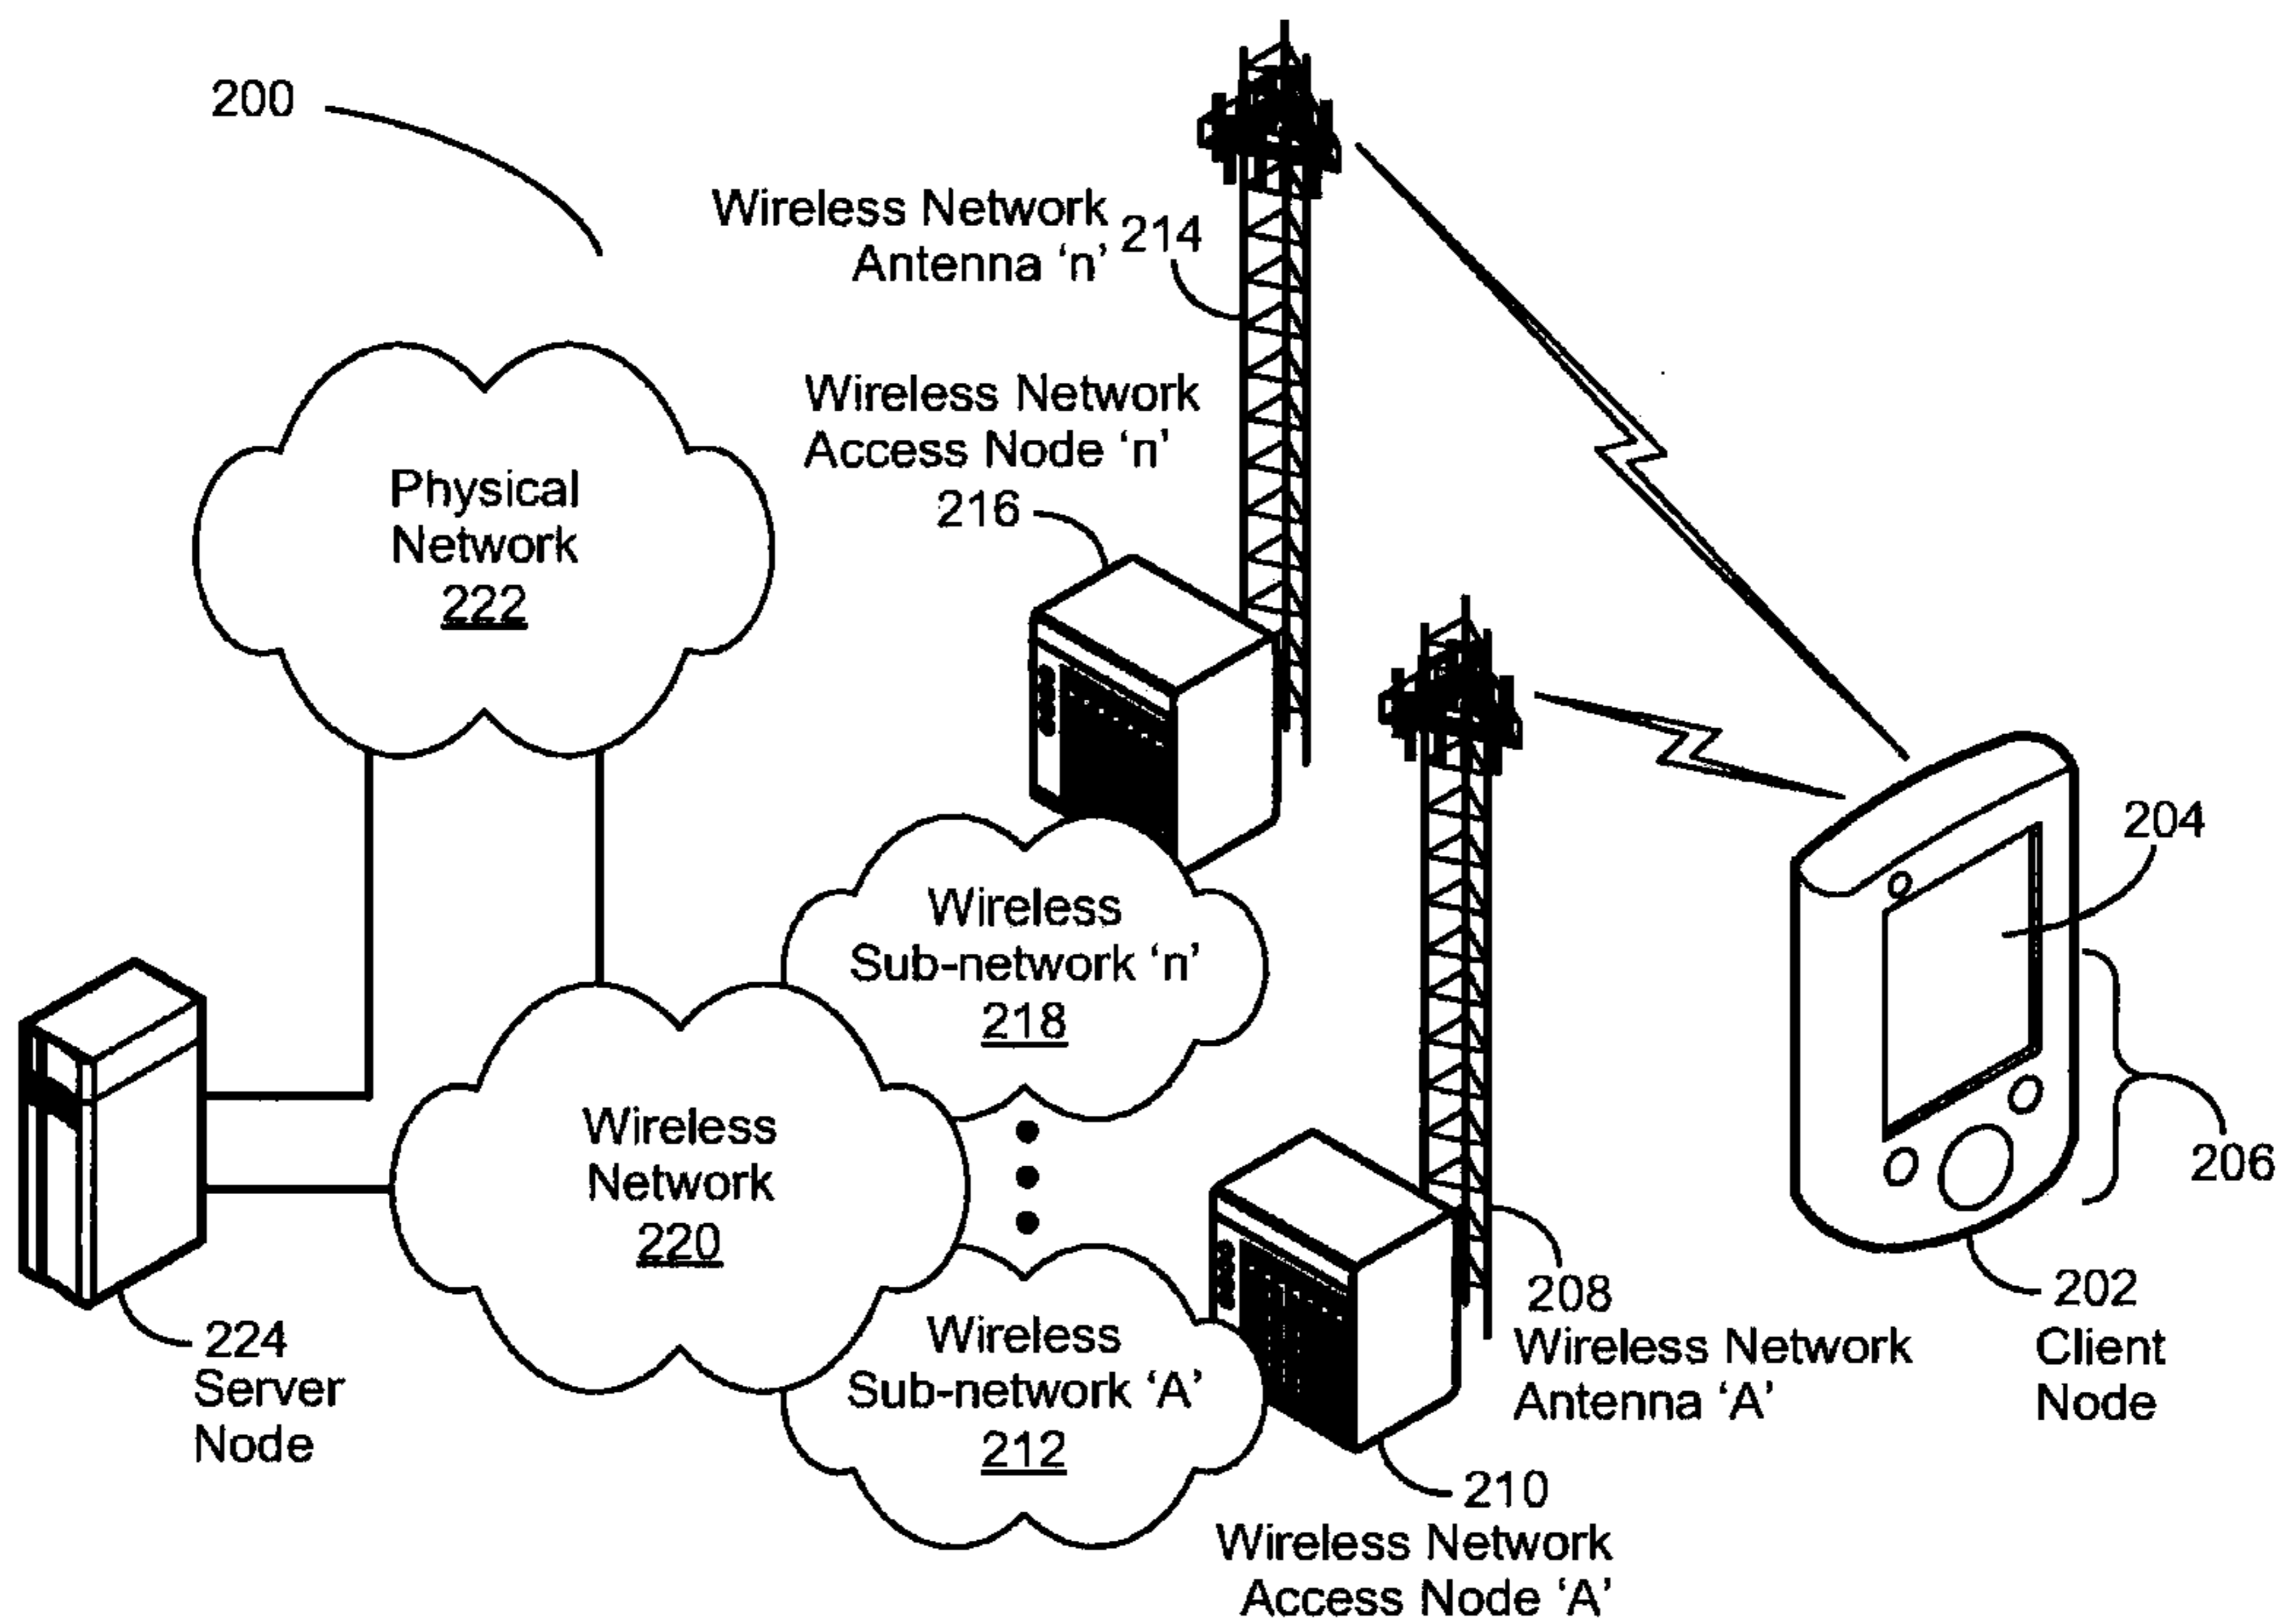 200
Wireless Network
Antenna ‘n’
214
Wireless Network
Access Node ‘n’
216
Physical
Network
222
204
Wireless
Sub-network ‘n’
218
206
Wireless
Network
220
224
Server
Node
Wireless
Sub-network ‘A’
212
208
Wireless Network
Antenna ‘A’
202
Client
Node
210
Wireless Network
Access Node ‘A’